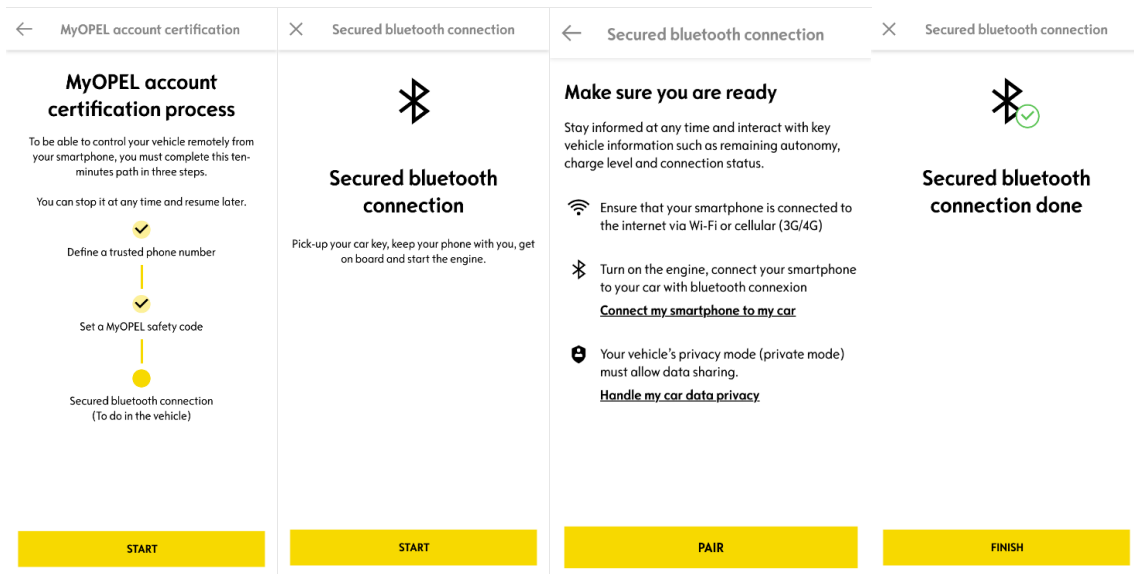 MyOPEL account certification
MyOPEL account
certification process
To be able to control your vehicle remotely from
your smartphone, you must complete this ten-
minutes path in three steps.
You can stop it at any time and resume later.
Define a trusted phone number
Set a MyOPEL safety code
Secured bluetooth connection
(To do in the vehicle)
START
Secured bluetooth connection
Secured bluetooth
connection
Pick-up your car key, keep your phone with you, get
on board and start the engine.
START
Secured bluetooth connection
Make sure you are ready
Stay informed at any time and interact with key
vehicle information such as remaining autonomy,
charge level and connection status.
Ensure that your smartphone is connected to
the internet via Wi-Fi or cellular (3G/4G)
Turn on the engine, connect your smartphone
to your car with bluetooth connexion
Connect my smartphone to my car
Your vehicle's privacy mode (private mode)
must allow data sharing.
Handle my car data privacy
PAIR
Secured bluetooth connection
Secured bluetooth
connection done
FINISH